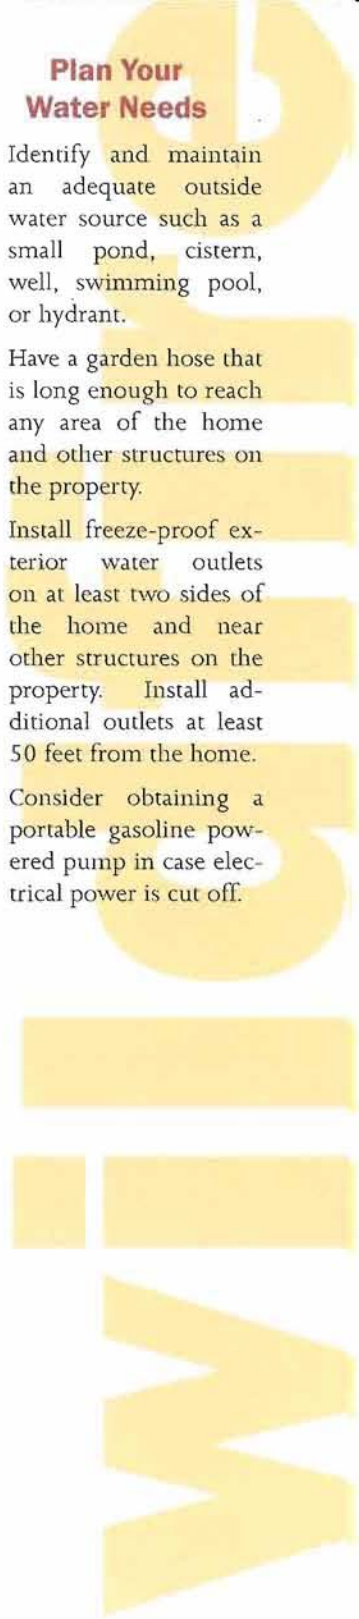 Plan Your
Water Needs
Identify and maintain
an adequate outside
water source such as a
small pond, cistern,
well, swimming pool,
or hydrant.
Have a garden hose that
is long enough to reach
any area of the home
and other structures on
the property.
Install freeze-proof ex-
terior water outlets
on at least two sides of
the home and near
other structures on the
property. Install ad-
ditional outlets at least
50 feet from the home.
Consider obtaining a
portable gasoline pow-
ered pump in case elec-
trical power is cut off.
wildfire